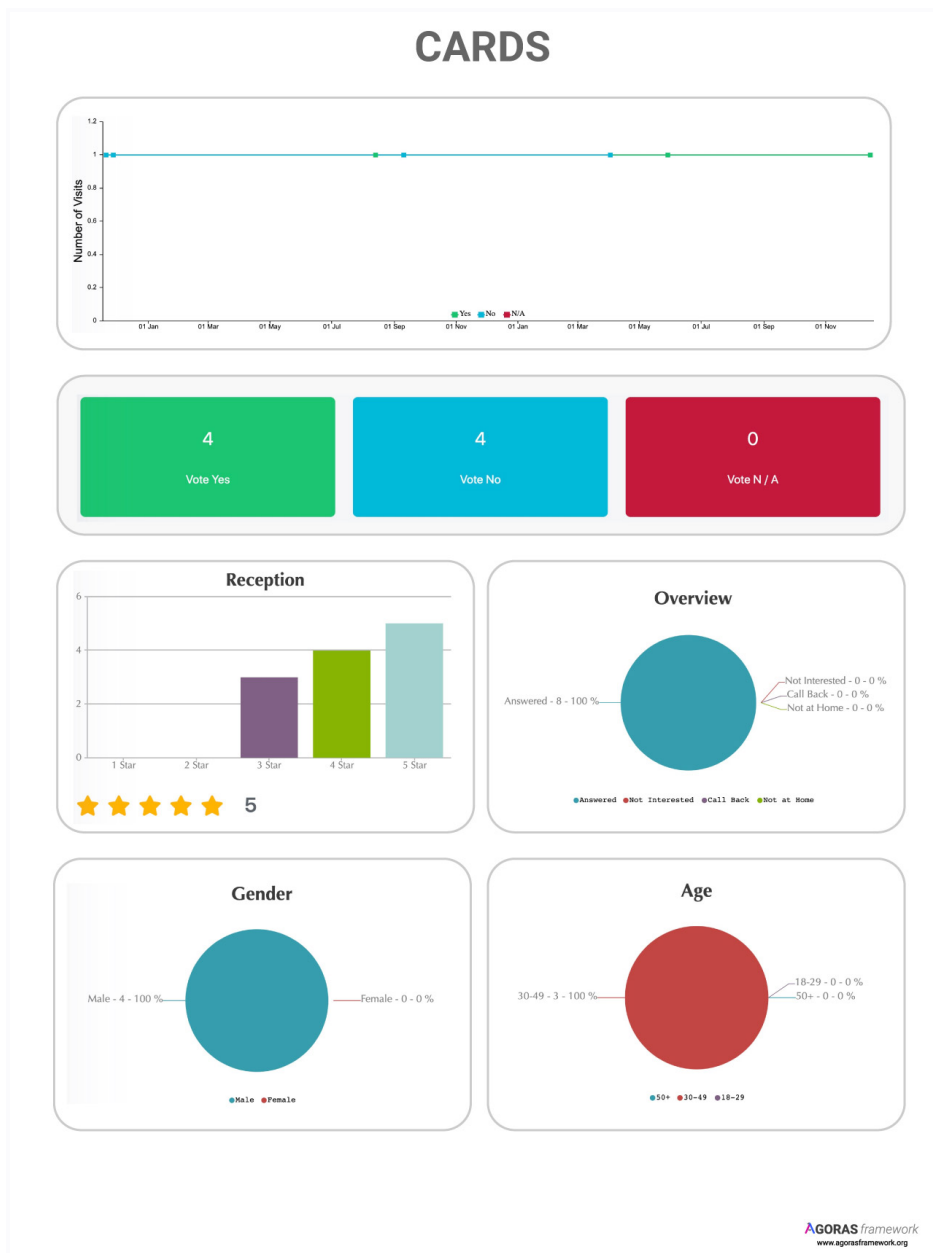 CARDS
1.2
1
0.8
0.6
0.4
0.2
0
Number of Visits
Yes No N/A
01 Jan 01 Mar 01 May 01 Jul 01 Sep 01 Nov 01 Jan 01 Mar 01 May 01 Jul 01 Sep 01 Nov
4 4 0
Vote Yes Vote No Vote N / A
Reception
6
4
2
0
1 Star 2 Star 3 Star 4 Star 5 Star
5
Overview
Answered - 8 - 100 %
Not Interested - 0 - 0 %
Call Back - 0 - 0 %
Not at Home - 0 - 0 %
Answered Not Interested Call Back Not at Home
Gender
Male - 4 - 100 %
Female - 0 - 0 %
Male Female
Age
30-49 - 3 - 100 %
18-29 - 0 - 0 %
50+ - 0 - 0 %
50+ 30-49 18-29
AGORAS framework
www.agorasframework.org